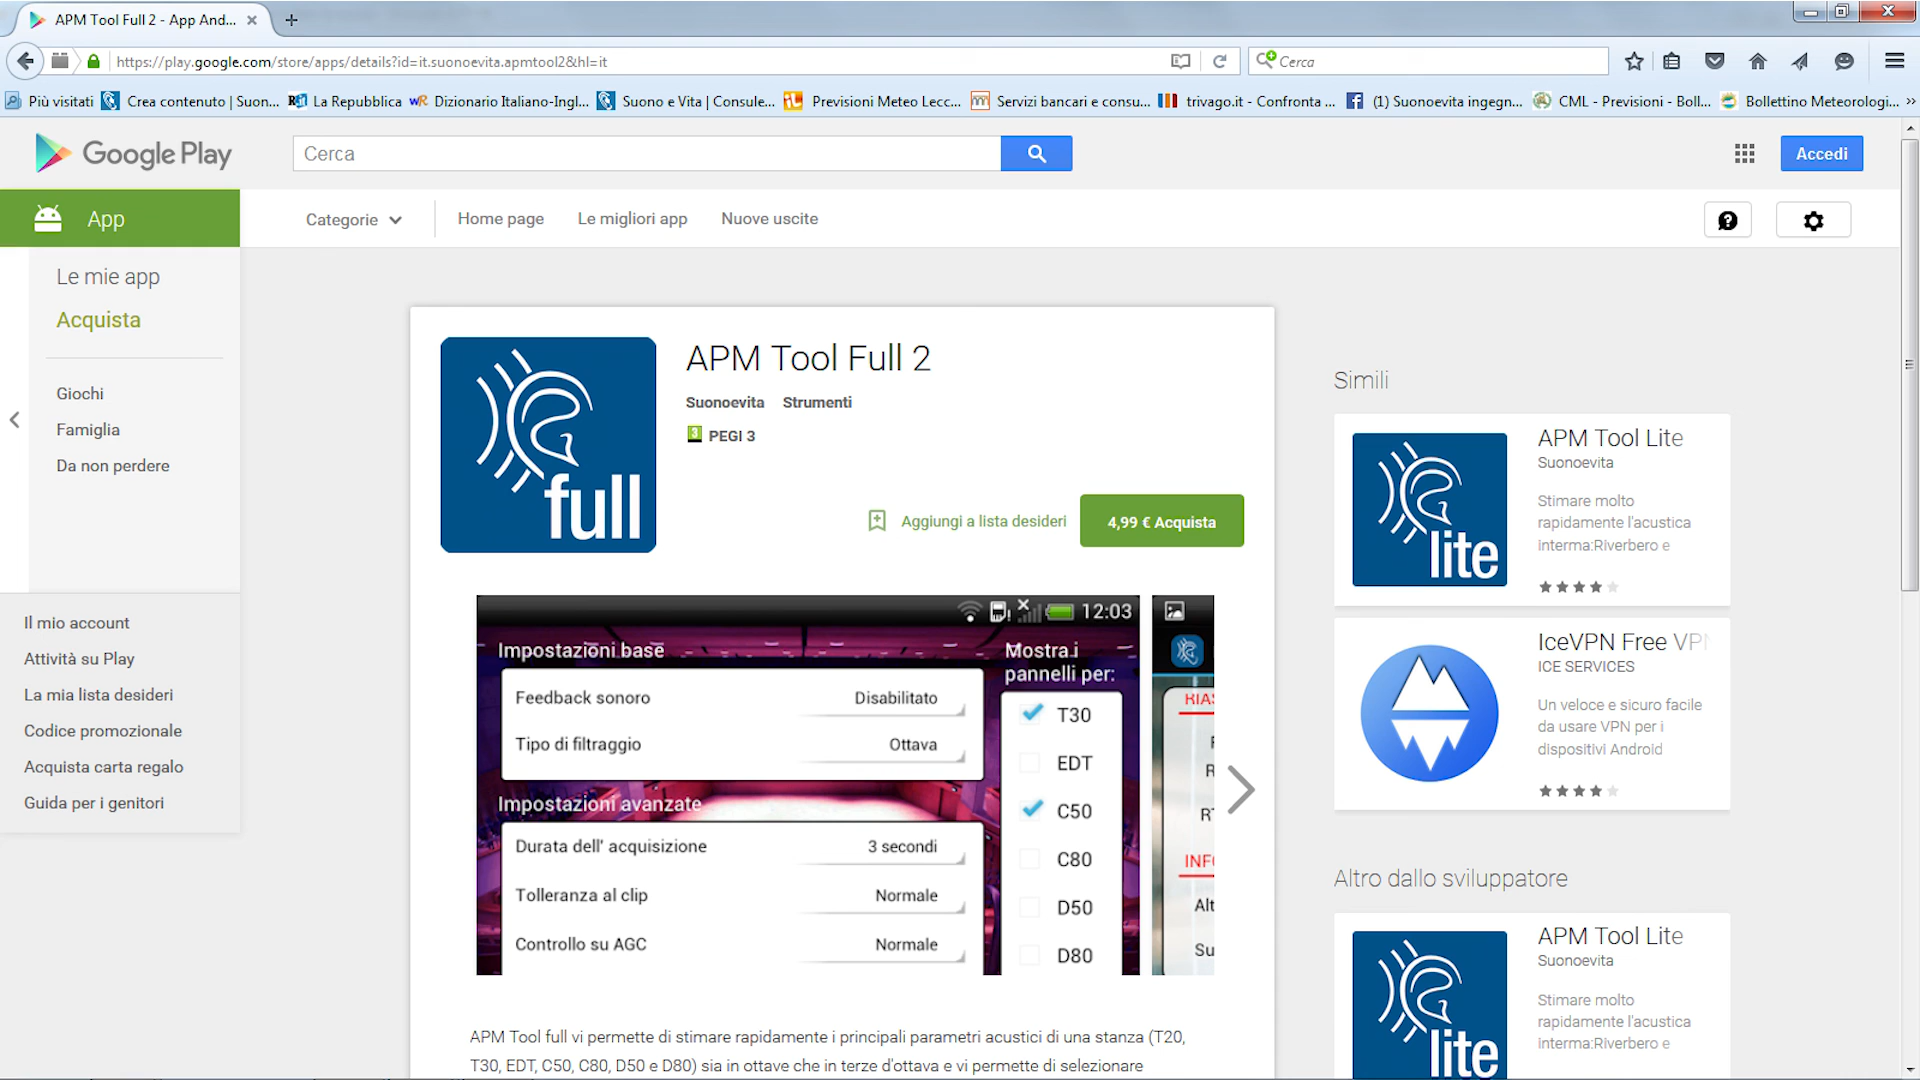 APM Tool Full 2 - App And...
https://play.google.com/store/apps/details?id=it.suonoevita.apmtool2&hl=it
Cerca
Più visitati
Crea contenuto | Suon...
La Repubblica
Dizionario Italiano-Ingl...
Suono e Vita | Consule...
Previsioni Meteo Lecc...
Servizi bancari e consu...
trivago.it - Confronta ...
(1) Suonoevita ingegn...
CML - Previsioni - Boll...
Bollettino Meteorologi...
Google Play
Cerca
Accedi
App
Categorie
Home page
Le migliori app
Nuove uscite
Le mie app
Acquista
Giochi
Famiglia
Da non perdere
Il mio account
Attività su Play
La mia lista desideri
Codice promozionale
Acquista carta regalo
Guida per i genitori
full
APM Tool Full 2
Suonoevita Strumenti
3 PEGI 3
Aggiungi a lista desideri
4,99 € Acquista
12:03
Impostazioni base
Feedback sonoro Disabilitato
Tipo di filtraggio Ottava
Impostazioni avanzate
Durata dell' acquisizione 3 secondi
Tolleranza al clip Normale
Controllo su AGC Normale
Mostra i
pannelli per:
T30
EDT
C50
C80
D50
D80
RIAS
R
RT
INF
Alt
Su
APM Tool full vi permette di stimare rapidamente i principali parametri acustici di una stanza (T20,
T30, EDT, C50, C80, D50 e D80) sia in ottave che in terze d'ottava e vi permette di selezionare
Simili
lite
APM Tool Lite
Suonoevita
Stimare molto
rapidamente l'acustica
interma:Riverbero e
IceVPN Free VPN
ICE SERVICES
Un veloce e sicuro facile
da usare VPN per i
dispositivi Android
Altro dallo sviluppatore
lite
APM Tool Lite
Suonoevita
Stimare molto
rapidamente l'acustica
interma:Riverbero e